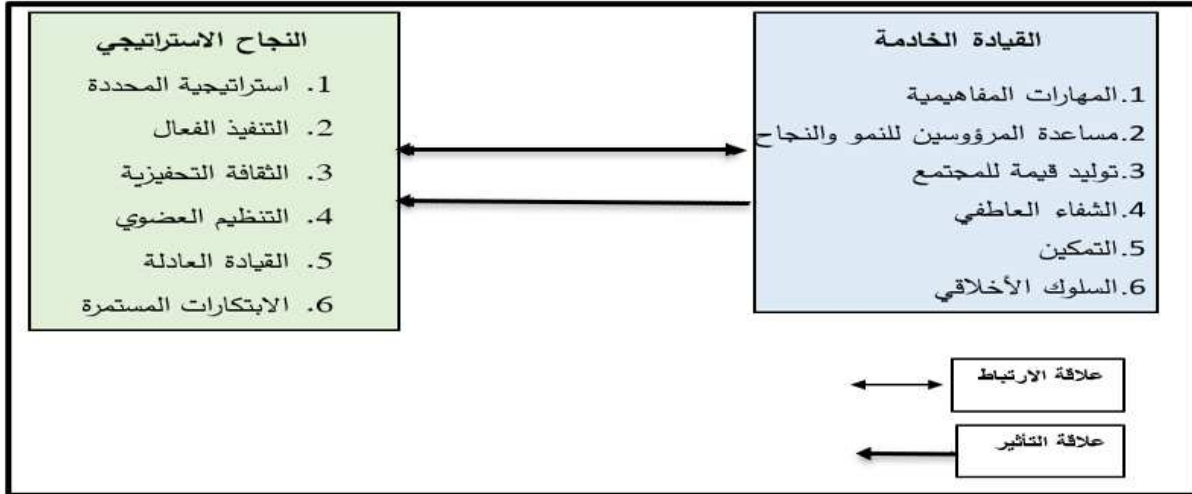 القيادة الخادمة
1.المهارات المفاهيمية
2.مساعدة المرؤوسين للنمو والنجاح
3.توليد قيمة للمجتمع
4.الشفاء العاطفي
5.التمكين
6.السلوك الأخلاقي
النجاح الاستراتيجي
1. استراتيجية المحددة
2. التنفيذ الفعال
3. الثقافة التحفيزية
4. التنظيم العضوي
5. القيادة العادلة
6. الابتكارات المستمرة
علاقة الارتباط
علاقة التأثير